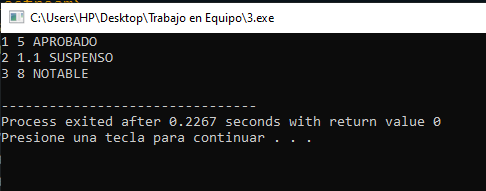 C:\Users\HP\Desktop\Trabajo en Equipo\3.exe
1 5 APROBADO
2 1.1 SUSPENSO
3 8 NOTABLE
--------------------------------
Process exited after 0.2267 seconds with return value 0
Presione una tecla para continuar . . .